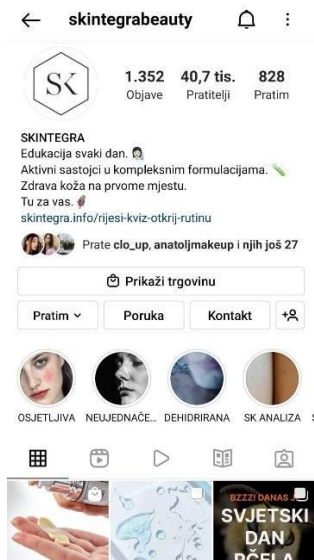 skintegrabeauty
SK
1.352 40,7 tis. 828
Objave Pratitelji Pratim
SKINTEGRA
Edukacija svaki dan. 👩🏻‍🔬
Aktivni sastojci u kompleksnim formulacijama. 🧪
Zdrava koža na prvome mjestu.
Tu za vas.
skintegra.info/rijesi-kviz-otkrij-rutinu
Prate clo_up, anatoljmakeup i njih još 27
Prikaži trgovinu
Pratim Poruka Kontakt
OSJETLJIVA NEUJEDNAČE... DEHIDRIRANA SK ANALIZA
BZZZ! DANAS J
SVJETSKI
DAN
PČELA